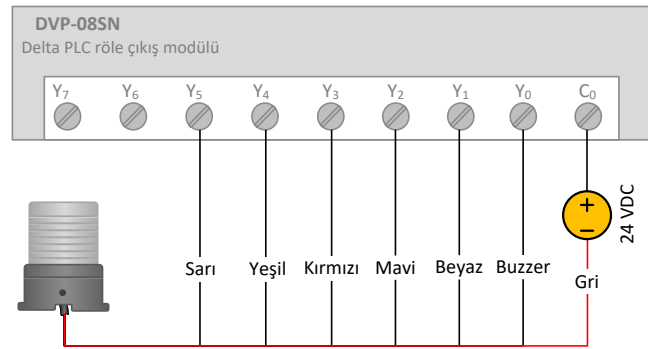 DVP-08SN
Delta PLC röle çıkış modülü
Y₇ Y₆ Y₅ Y₄ Y₃ Y₂ Y₁ Y₀ C₀
+
−
24 VDC
Sarı Yeşil Kırmızı Mavi Beyaz Buzzer Gri